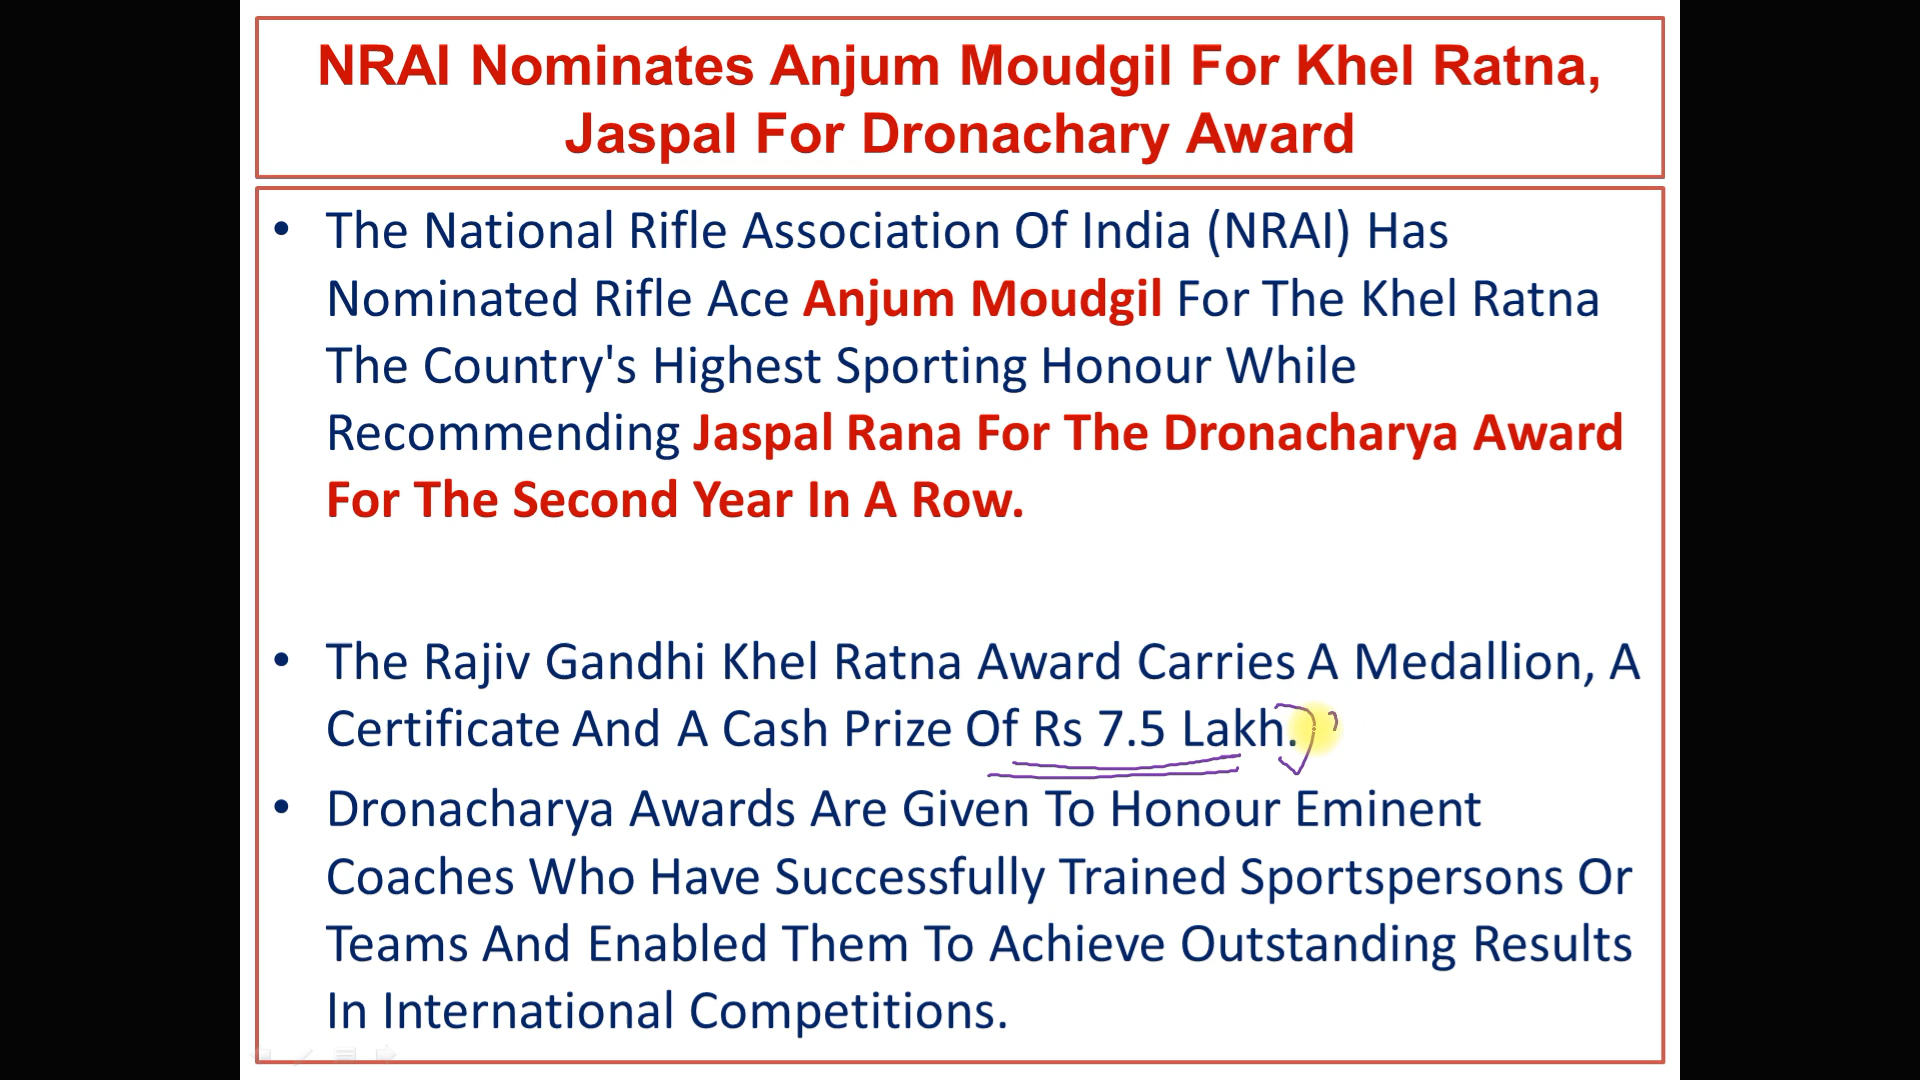 NRAI Nominates Anjum Moudgil For Khel Ratna,
Jaspal For Dronachary Award
• The National Rifle Association Of India (NRAI) Has
Nominated Rifle Ace Anjum Moudgil For The Khel Ratna
The Country's Highest Sporting Honour While
Recommending Jaspal Rana For The Dronacharya Award
For The Second Year In A Row.
• The Rajiv Gandhi Khel Ratna Award Carries A Medallion, A
Certificate And A Cash Prize Of Rs 7.5 Lakh.
• Dronacharya Awards Are Given To Honour Eminent
Coaches Who Have Successfully Trained Sportspersons Or
Teams And Enabled Them To Achieve Outstanding Results
In International Competitions.